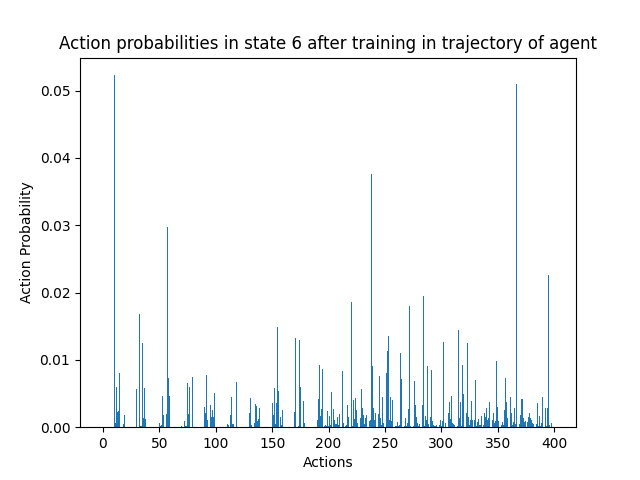 Action probabilities in state 6 after training in trajectory of agent
0.05
0.04
0.03
0.02
0.01
0.00
Action Probability
0 50 100 150 200 250 300 350 400
Actions